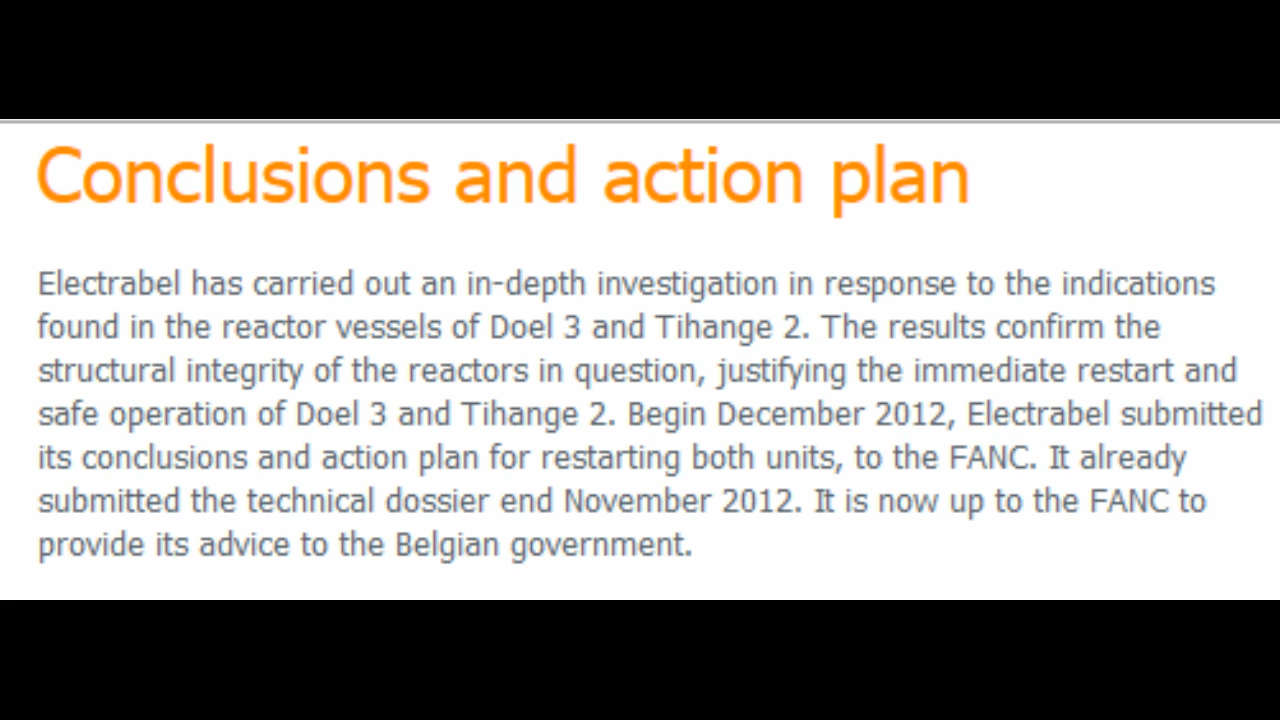 Conclusions and action plan
Electrabel has carried out an in-depth investigation in response to the indications
found in the reactor vessels of Doel 3 and Tihange 2. The results confirm the
structural integrity of the reactors in question, justifying the immediate restart and
safe operation of Doel 3 and Tihange 2. Begin December 2012, Electrabel submitted
its conclusions and action plan for restarting both units, to the FANC. It already
submitted the technical dossier end November 2012. It is now up to the FANC to
provide its advice to the Belgian government.